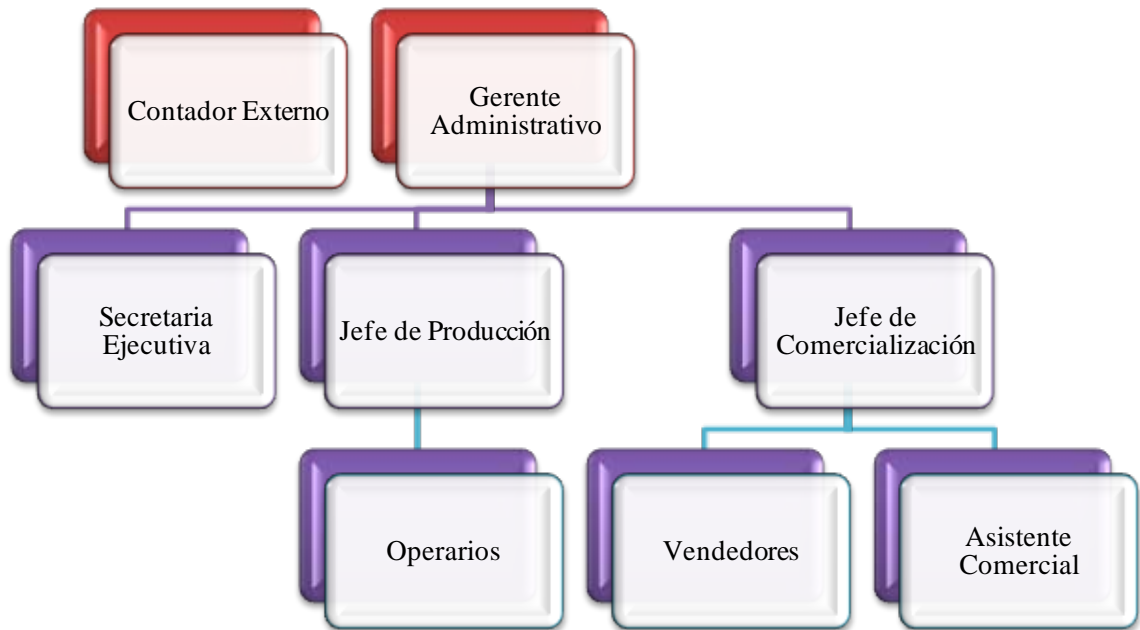 Contador Externo
Gerente
Administrativo
Secretaria
Ejecutiva
Jefe de Producción
Jefe de
Comercialización
Operarios
Vendedores
Asistente
Comercial